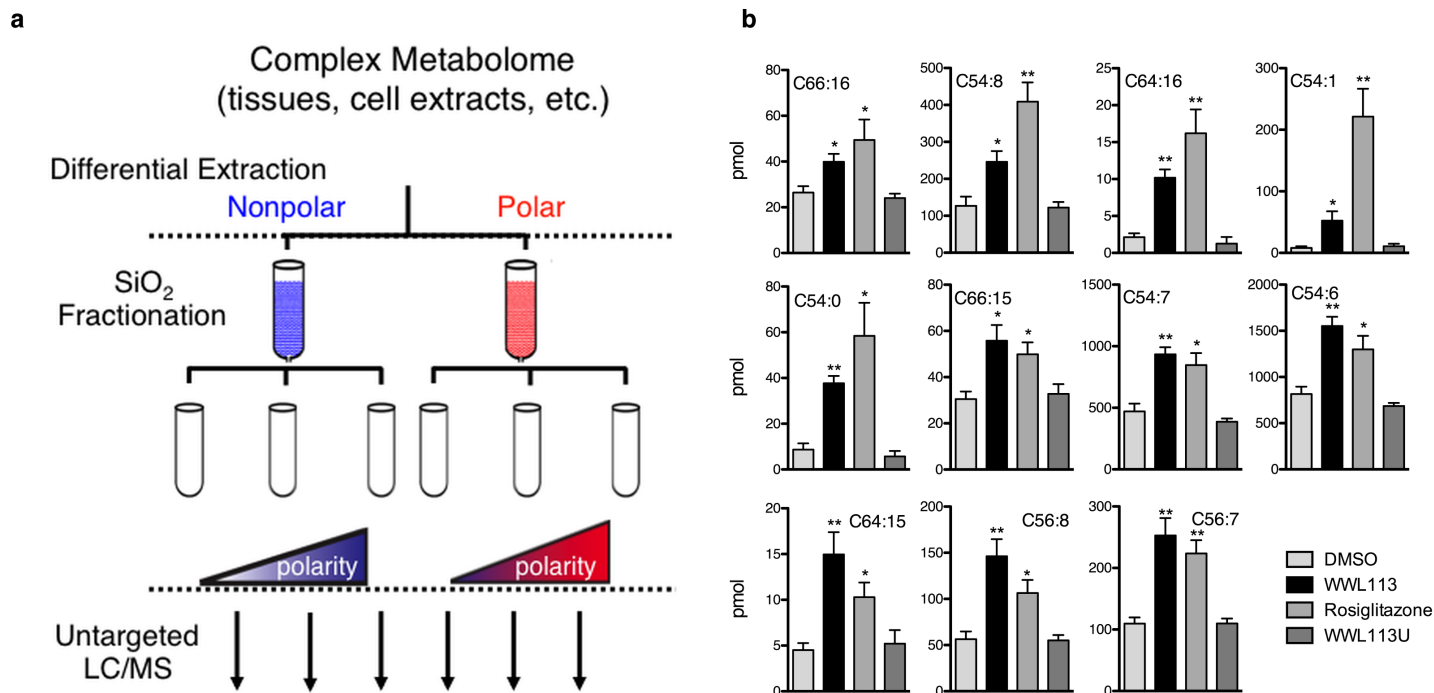 a
Complex Metabolome
(tissues, cell extracts, etc.)
Differential Extraction
Nonpolar
Polar
SiO2
Fractionation
polarity
polarity
Untargeted
LC/MS
b
pmol
80
60
40
20
0
C66:16
*
*
500
400
300
200
100
0
C54:8
*
**
25
20
15
10
5
0
C64:16
**
**
300
200
100
0
C54:1
*
**
pmol
80
60
40
20
0
C54:0
**
*
80
60
40
20
0
C66:15
*
*
1500
1000
500
0
C54:7
**
*
2000
1500
1000
500
0
C54:6
**
*
pmol
20
15
10
5
0
C64:15
**
*
200
150
100
50
0
C56:8
**
*
300
200
100
0
C56:7
**
**
DMSO
WWL113
Rosiglitazone
WWL113U